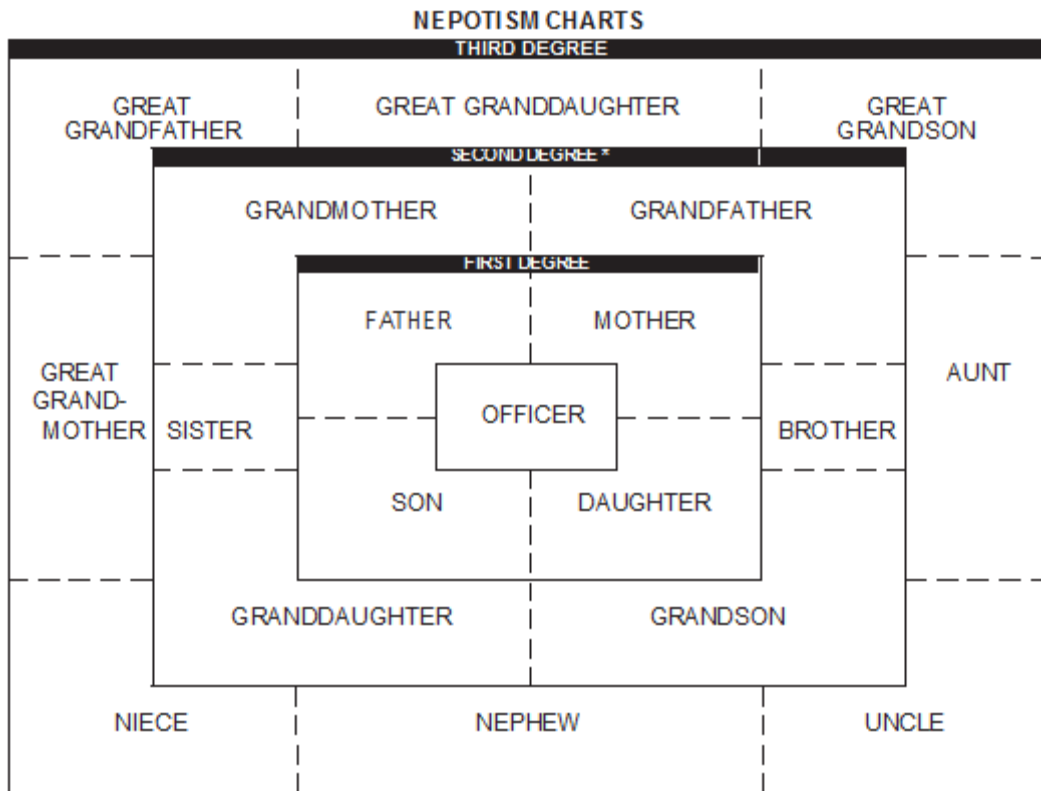 NEPOTISM CHARTS
THIRD DEGREE
GREAT GRANDFATHER
GREAT GRANDDAUGHTER
GREAT GRANDSON
SECOND DEGREE *
GRANDMOTHER
GRANDFATHER
FIRST DEGREE
FATHER
MOTHER
GREAT
GRAND-
MOTHER
SISTER
OFFICER
BROTHER
AUNT
SON
DAUGHTER
GRANDDAUGHTER
GRANDSON
NIECE
NEPHEW
UNCLE